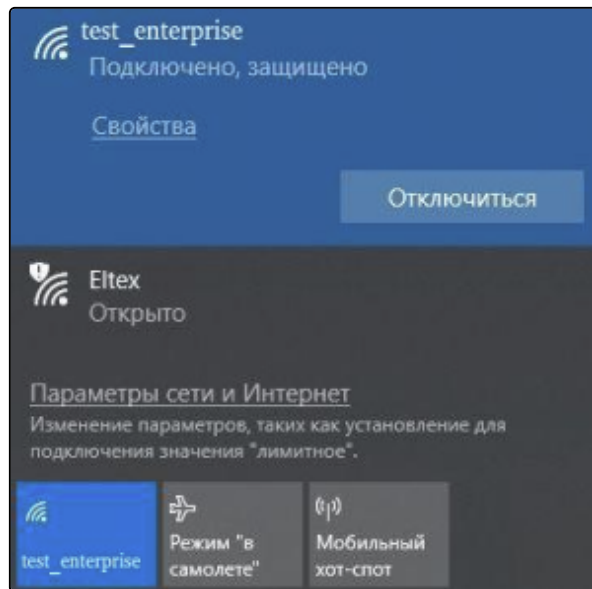 test_enterprise
Подключено, защищено
Свойства
Отключиться
Eltex
Открыто
Параметры сети и Интернет
Изменение параметров, таких как установление для
подключения значения "лимитное".
test_enterprise
Режим "в
самолете"
Мобильный
хот-спот